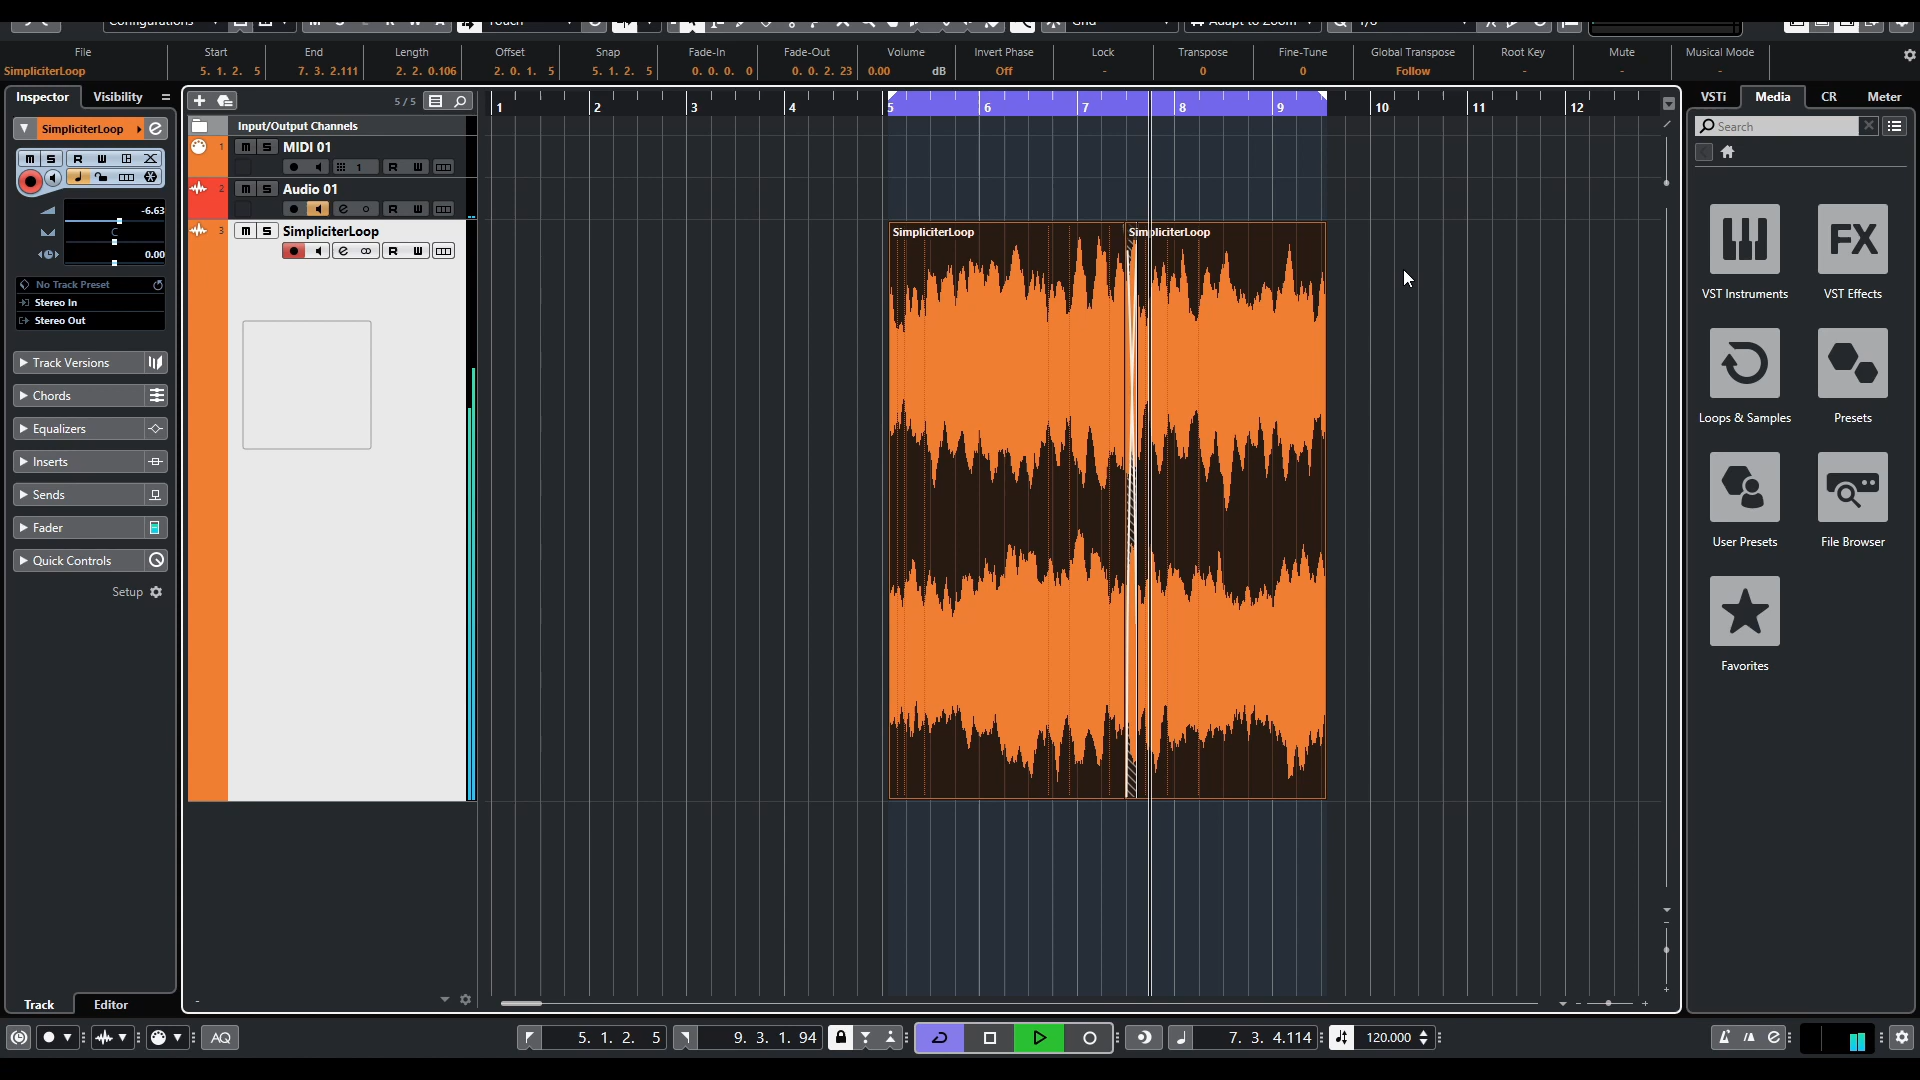 Configurations M S L R W A Touch Grid Adapt to Zoom 1/8
File Start End Length Offset Snap Fade-In Fade-Out Volume Invert Phase Lock Transpose Fine-Tune Global Transpose Root Key Mute Musical Mode
SimpliciterLoop 5. 1. 2. 5 7. 3. 2.111 2. 2. 0.106 2. 0. 1. 5 5. 1. 2. 5 0. 0. 0. 0 0. 0. 2. 23 0.00 dB Off - 0 0 Follow - - -
Inspector Visibility
5 / 5
1 2 3 4 5 6 7 8 9 10 11 12
VSTi Media CR Meter
SimpliciterLoop
M S R W
-6.63
C
0.00
No Track Preset
Stereo In
Stereo Out
Track Versions
Chords
Equalizers
Inserts
Sends
Fader
Quick Controls
Setup
Track Editor
Input/Output Channels
1 M S MIDI 01
1 R W
2 M S Audio 01
R W
3 M S SimpliciterLoop
R W
SimpliciterLoop SimpliciterLoop
Search
VST Instruments FX VST Effects
Loops & Samples Presets
User Presets File Browser
Favorites
AQ 5. 1. 2. 5 9. 3. 1. 94 7. 3. 4.114 120.000